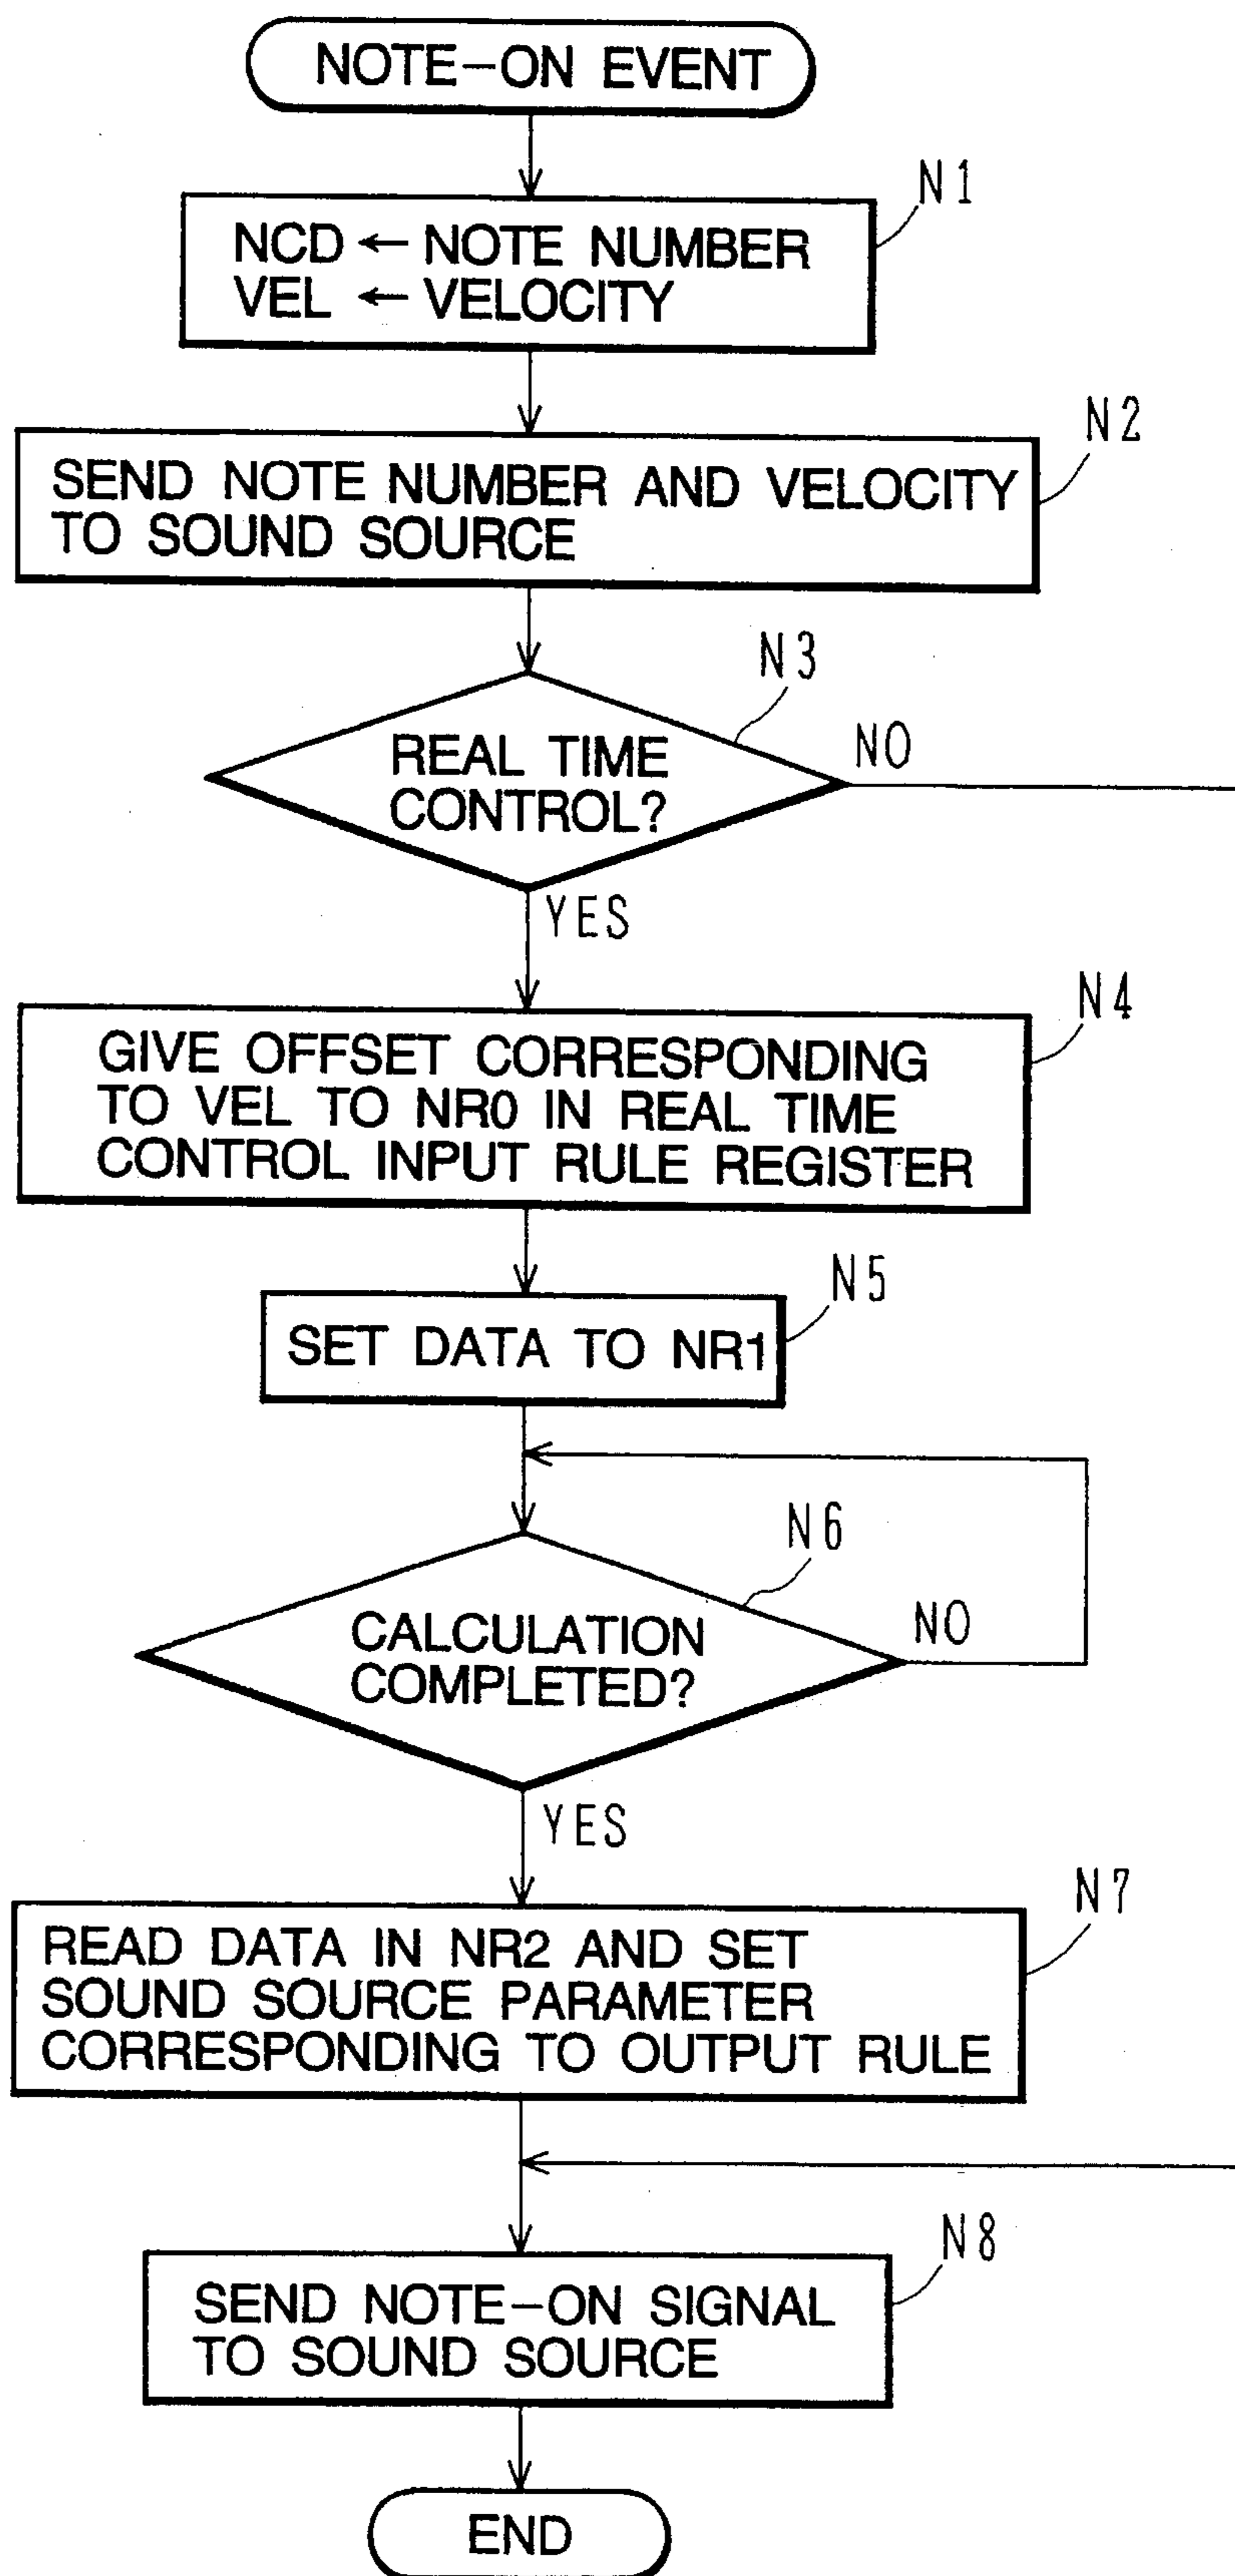 NOTE-ON EVENT
N1
NCD ← NOTE NUMBER
VEL ← VELOCITY
N2
SEND NOTE NUMBER AND VELOCITY
TO SOUND SOURCE
N3
REAL TIME
CONTROL?
NO
YES
N4
GIVE OFFSET CORRESPONDING
TO VEL TO NR0 IN REAL TIME
CONTROL INPUT RULE REGISTER
N5
SET DATA TO NR1
N6
CALCULATION
COMPLETED?
NO
YES
N7
READ DATA IN NR2 AND SET
SOUND SOURCE PARAMETER
CORRESPONDING TO OUTPUT RULE
N8
SEND NOTE-ON SIGNAL
TO SOUND SOURCE
END